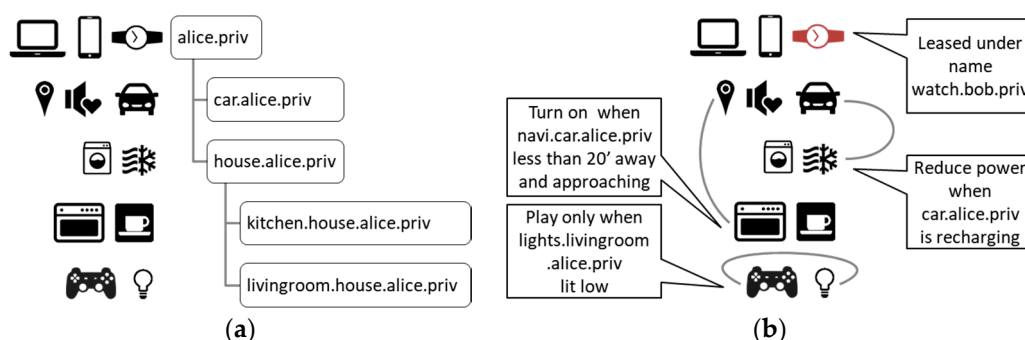 alice.priv
car.alice.priv
house.alice.priv
kitchen.house.alice.priv
livingroom.house.alice.priv
(a)
Leased under
name
watch.bob.priv
Turn on when
navi.car.alice.priv
less than 20' away
and approaching
Reduce power
when
car.alice.priv
is recharging
Play only when
lights.livingroom
.alice.priv
lit low
(b)